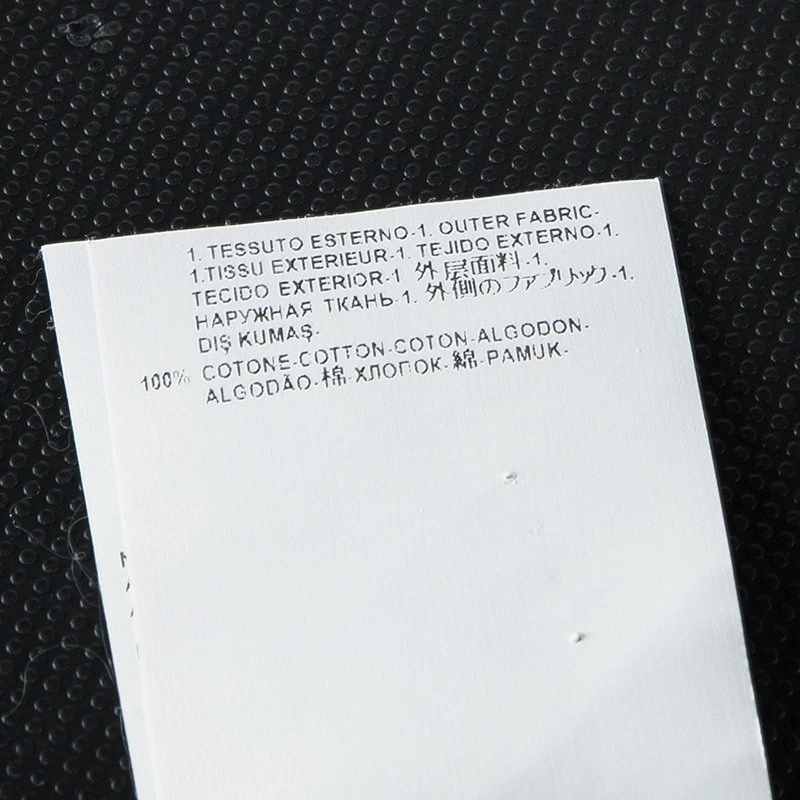 1. TESSUTO ESTERNO-1. OUTER FABRIC-
1.TISSU EXTERIEUR-1. TEJIDO EXTERNO-1.
TECIDO EXTERIOR-1 外层面料-1.
НАРУЖНАЯ ТКАНЬ-1. 外側のファブリック-1.
DIŞ KUMAŞ-
100% COTONE-COTTON-COTON-ALGODON-
ALGODÃO-棉-ХЛОПОК-綿-PAMUK-